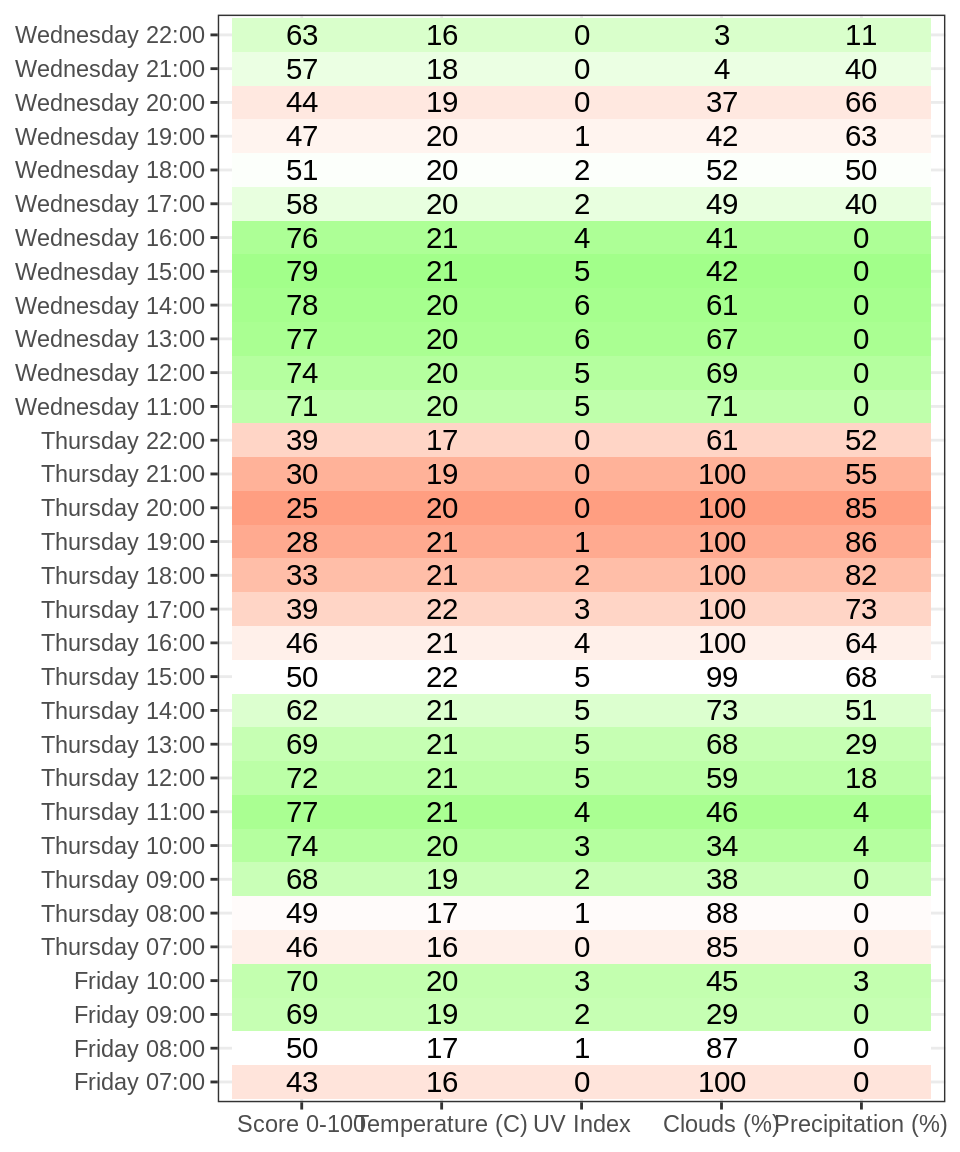 Wednesday 22:00 63 16 0 3 11
Wednesday 21:00 57 18 0 4 40
Wednesday 20:00 44 19 0 37 66
Wednesday 19:00 47 20 1 42 63
Wednesday 18:00 51 20 2 52 50
Wednesday 17:00 58 20 2 49 40
Wednesday 16:00 76 21 4 41 0
Wednesday 15:00 79 21 5 42 0
Wednesday 14:00 78 20 6 61 0
Wednesday 13:00 77 20 6 67 0
Wednesday 12:00 74 20 5 69 0
Wednesday 11:00 71 20 5 71 0
Thursday 22:00 39 17 0 61 52
Thursday 21:00 30 19 0 100 55
Thursday 20:00 25 20 0 100 85
Thursday 19:00 28 21 1 100 86
Thursday 18:00 33 21 2 100 82
Thursday 17:00 39 22 3 100 73
Thursday 16:00 46 21 4 100 64
Thursday 15:00 50 22 5 99 68
Thursday 14:00 62 21 5 73 51
Thursday 13:00 69 21 5 68 29
Thursday 12:00 72 21 5 59 18
Thursday 11:00 77 21 4 46 4
Thursday 10:00 74 20 3 34 4
Thursday 09:00 68 19 2 38 0
Thursday 08:00 49 17 1 88 0
Thursday 07:00 46 16 0 85 0
Friday 10:00 70 20 3 45 3
Friday 09:00 69 19 2 29 0
Friday 08:00 50 17 1 87 0
Friday 07:00 43 16 0 100 0
Score 0-100 Temperature (C) UV Index Clouds (%) Precipitation (%)